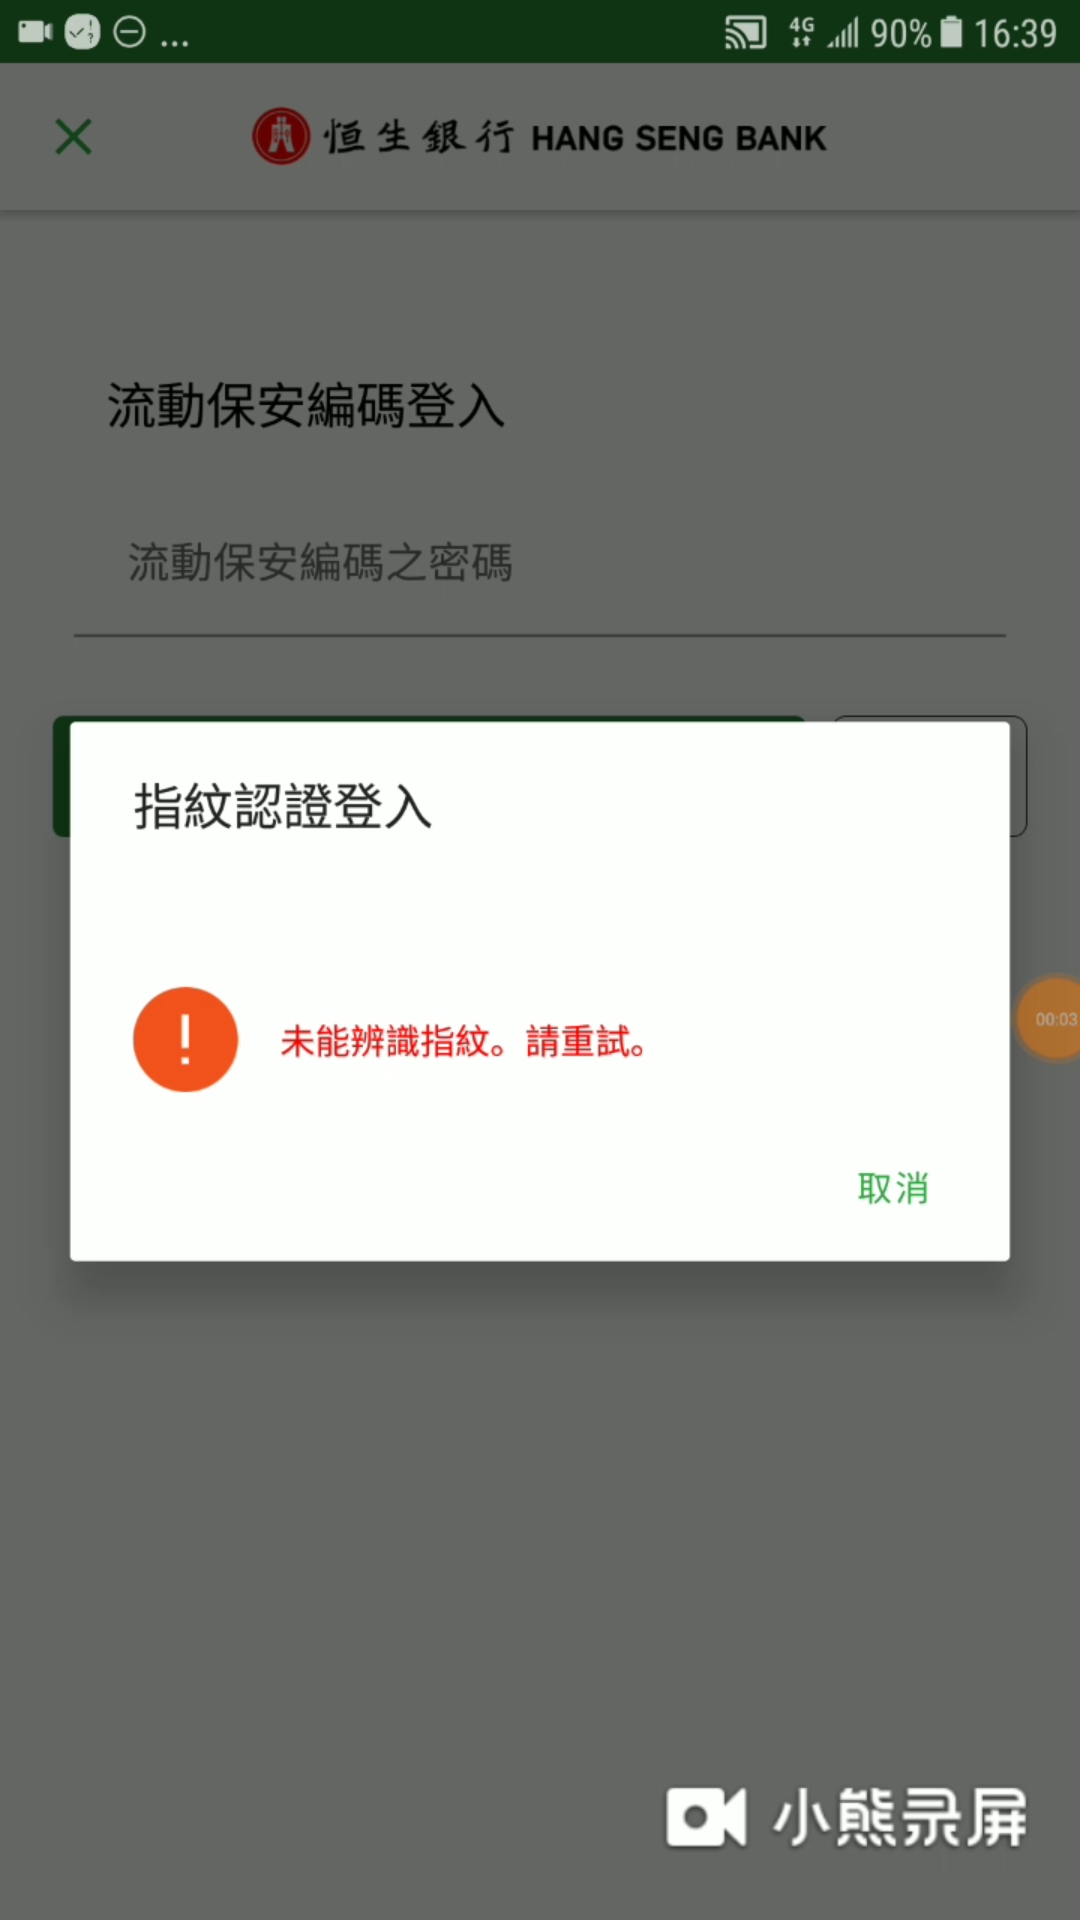 ... 4G 90% 16:39
恒生銀行 HANG SENG BANK
流動保安編碼登入
流動保安編碼之密碼
指紋認證登入
未能辨識指紋。請重試。
00:03
取消
小熊录屏